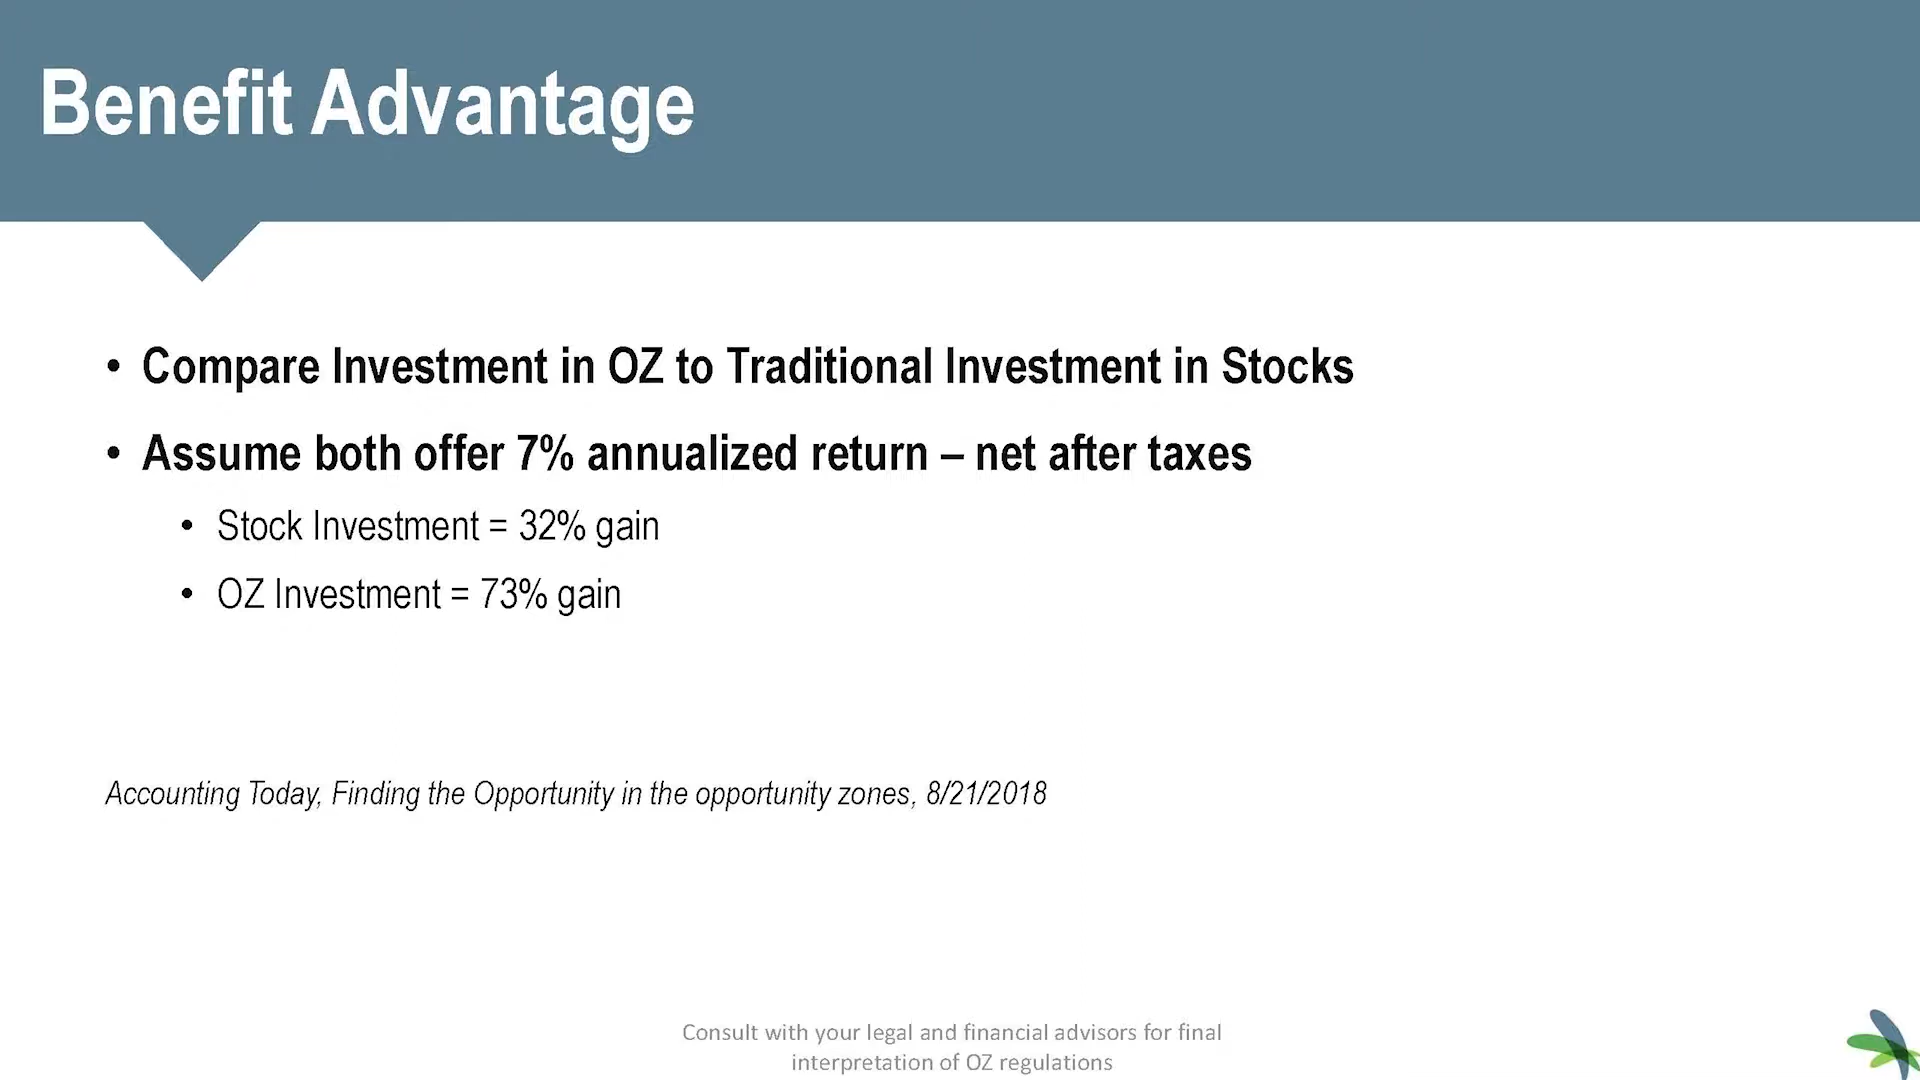 Benefit Advantage
• Compare Investment in OZ to Traditional Investment in Stocks
• Assume both offer 7% annualized return – net after taxes
• Stock Investment = 32% gain
• OZ Investment = 73% gain
Accounting Today, Finding the Opportunity in the opportunity zones, 8/21/2018
Consult with your legal and financial advisors for final
interpretation of OZ regulations